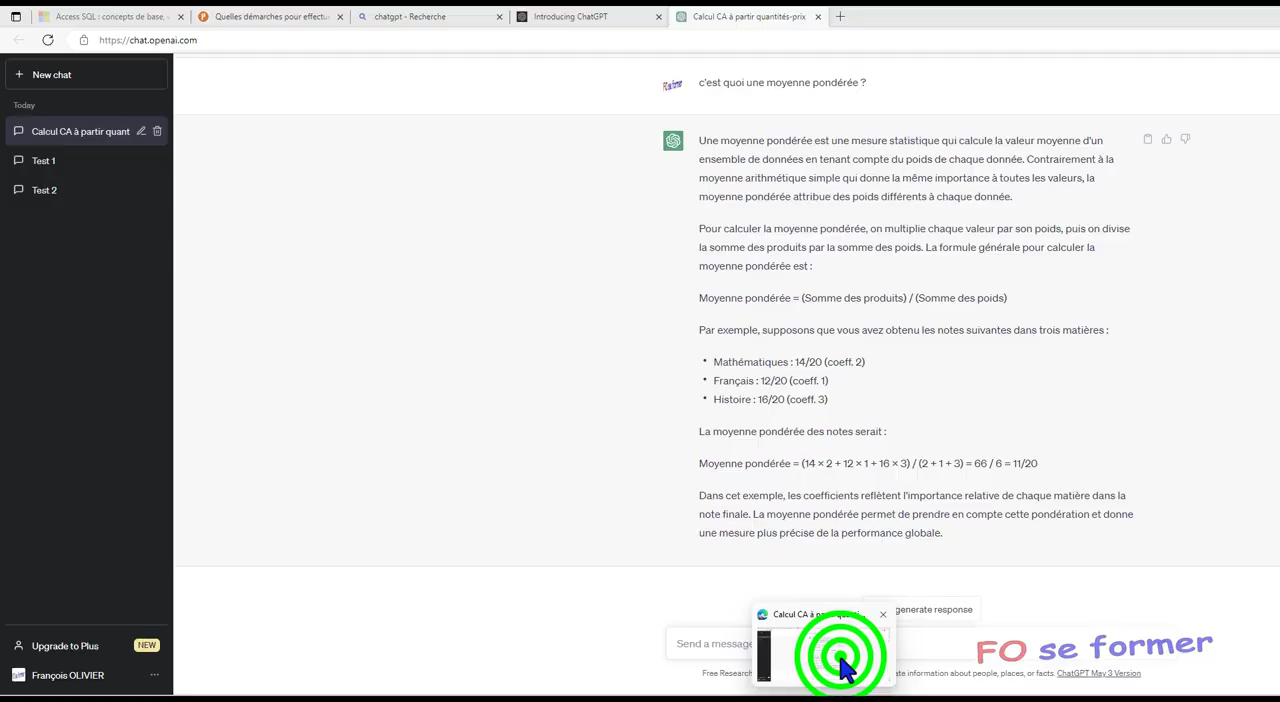 Access SQL : concepts de base, v
Quelles démarches pour effectu
chatgpt - Recherche
Introducing ChatGPT
Calcul CA à partir quantités-prix
https://chat.openai.com
New chat
Today
Calcul CA à partir quant
Test 1
Test 2
Upgrade to Plus
NEW
François OLIVIER
c'est quoi une moyenne pondérée ?
Une moyenne pondérée est une mesure statistique qui calcule la valeur moyenne d'un
ensemble de données en tenant compte du poids de chaque donnée. Contrairement à la
moyenne arithmétique simple qui donne la même importance à toutes les valeurs, la
moyenne pondérée attribue des poids différents à chaque donnée.
Pour calculer la moyenne pondérée, on multiplie chaque valeur par son poids, puis on divise
la somme des produits par la somme des poids. La formule générale pour calculer la
moyenne pondérée est :
Moyenne pondérée = (Somme des produits) / (Somme des poids)
Par exemple, supposons que vous avez obtenu les notes suivantes dans trois matières :
• Mathématiques : 14/20 (coeff. 2)
• Français : 12/20 (coeff. 1)
• Histoire : 16/20 (coeff. 3)
La moyenne pondérée des notes serait :
Moyenne pondérée = (14 × 2 + 12 × 1 + 16 × 3) / (2 + 1 + 3) = 66 / 6 = 11/20
Dans cet exemple, les coefficients reflètent l'importance relative de chaque matière dans la
note finale. La moyenne pondérée permet de prendre en compte cette pondération et donne
une mesure plus précise de la performance globale.
Calcul CA à
generate response
Send a message
FO se former
Free Resear
ate information about people, places, or facts. ChatGPT May 3 Version